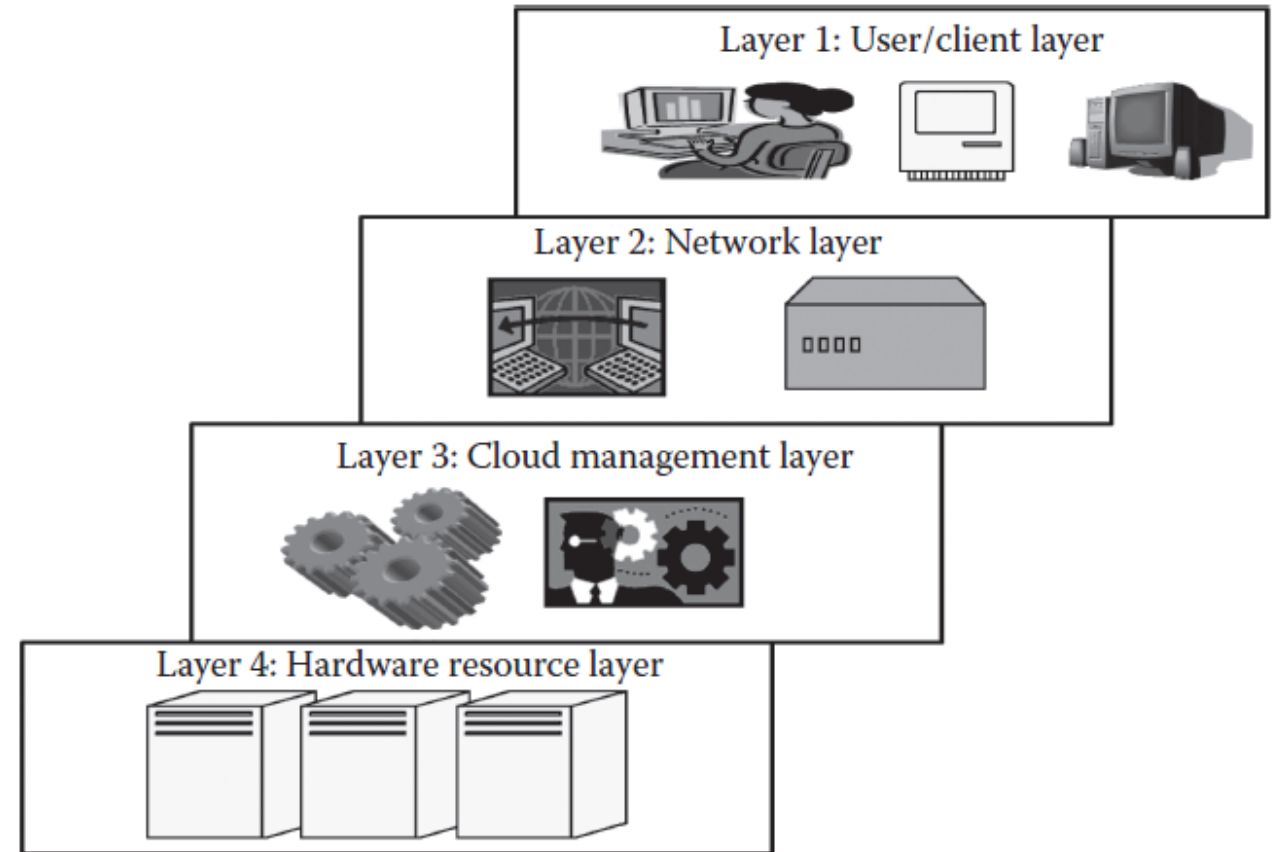 Layer 1: User/client layer
Layer 2: Network layer
Layer 3: Cloud management layer
Layer 4: Hardware resource layer